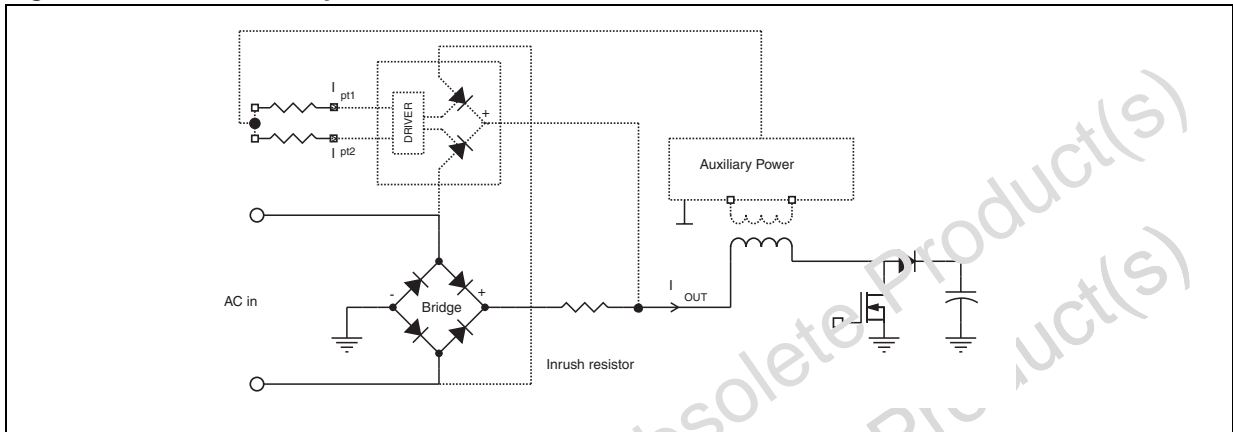 I pt1
DRIVER
+
I pt2
Auxiliary Power
AC in
-
Bridge
+
I OUT
Inrush resistor
Obsolete Product(s)
Product(s)